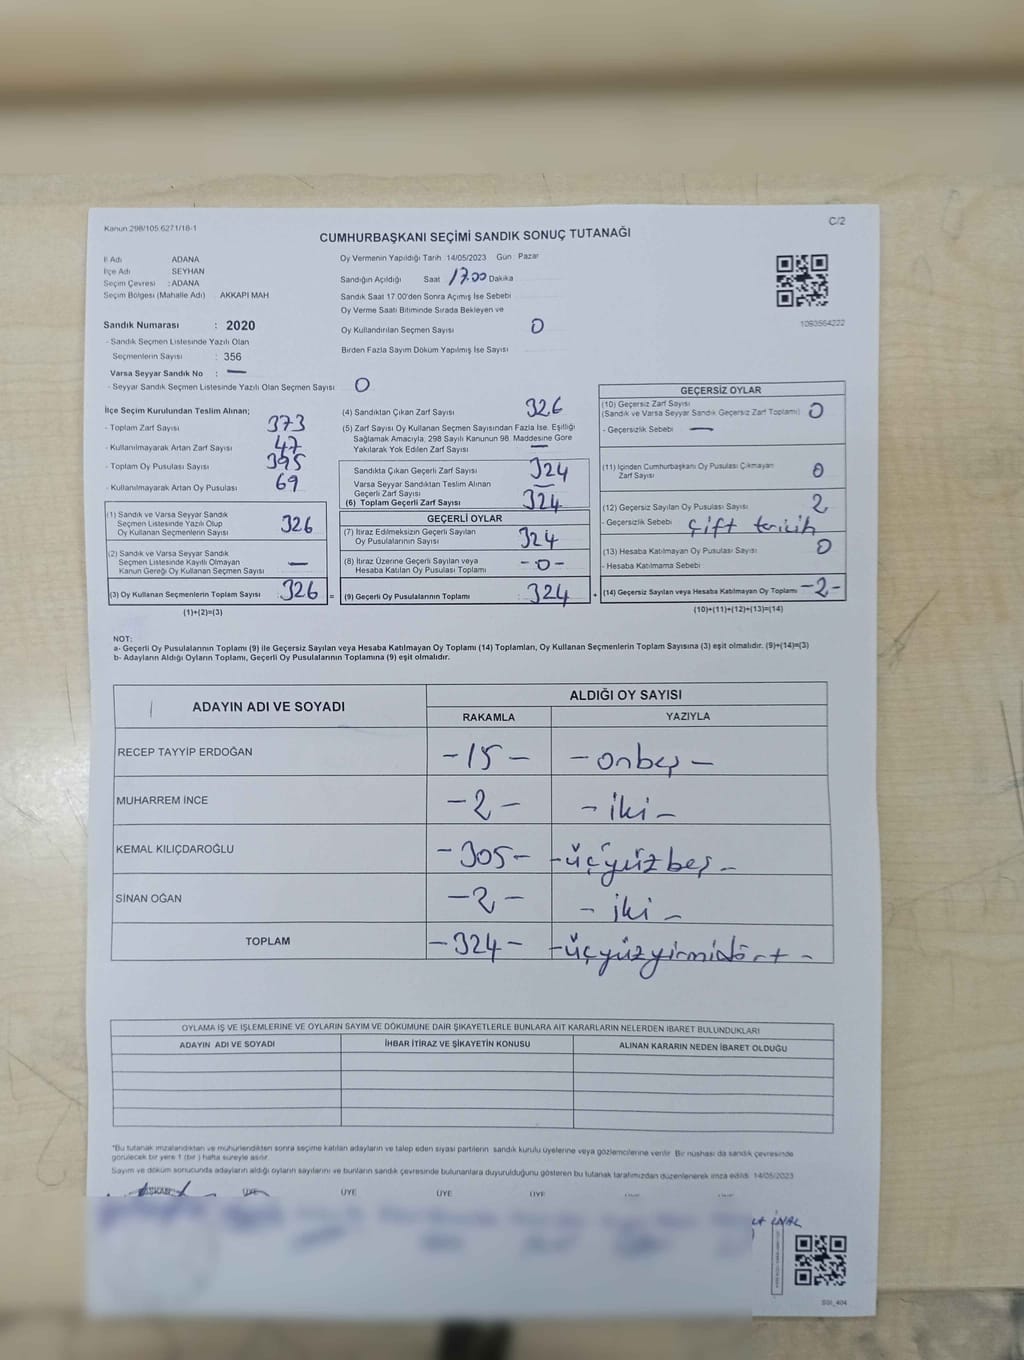 Kanun 298/105 6271/18-1
C/2
CUMHURBAŞKANI SEÇİMİ SANDIK SONUÇ TUTANAĞI
İl Adı ADANA
İlçe Adı SEYHAN
Seçim Çevresi : ADANA
Seçim Bölgesi (Mahalle Adı) AKKAPI MAH
Sandık Numarası : 2020
- Sandık Seçmen Listesinde Yazılı Olan
Seçmenlerin Sayısı : 356
Varsa Seyyar Sandık No : —
- Seyyar Sandık Seçmen Listesinde Yazılı Olan Seçmen Sayısı 0
Oy Vermenin Yapıldığı Tarih 14/05/2023 Gün Pazar
Sandığın Açıldığı Saat 17.00 Dakika
Sandık Saat 17.00'den Sonra Açımış İse Sebebi
Oy Verme Saati Bitiminde Sırada Bekleyen ve
Oy Kullandırılan Seçmen Sayısı 0
Birden Fazla Sayım Döküm Yapılmış İse Sayısı
1093564222
İlçe Seçim Kurulundan Teslim Alınan;
- Toplam Zarf Sayısı 373
- Kullanılmayarak Artan Zarf Sayısı 47
- Toplam Oy Pusulası Sayısı 395
- Kullanılmayarak Artan Oy Pusulası 69
(1) Sandık ve Varsa Seyyar Sandık
Seçmen Listesinde Yazılı Olup
Oy Kullanan Seçmenlerin Sayısı 326
(2) Sandık ve Varsa Seyyar Sandık
Seçmen Listesinde Kayıtlı Olmayan
Kanun Gereği Oy Kullanan Seçmen Sayısı —
(3) Oy Kullanan Seçmenlerin Toplam Sayısı 326 =
(1)+(2)=(3)
(4) Sandıktan Çıkan Zarf Sayısı 326
(5) Zarf Sayısı Oy Kullanan Seçmen Sayısından Fazla İse. Eşitliği
Sağlamak Amacıyla, 298 Sayılı Kanunun 98. Maddesine Göre
Yakılarak Yok Edilen Zarf Sayısı —
Sandıkta Çıkan Geçerli Zarf Sayısı 324
Varsa Seyyar Sandıktan Teslim Alınan
Geçerli Zarf Sayısı —
(6) Toplam Geçerli Zarf Sayısı 324
GEÇERLİ OYLAR
(7) İtiraz Edilmeksizin Geçerli Sayılan
Oy Pusulalarının Sayısı 324
(8) İtiraz Üzerine Geçerli Sayılan veya
Hesaba Katılan Oy Pusulası Toplamı -0-
(9) Geçerli Oy Pusulalarının Toplamı : 324 +
GEÇERSİZ OYLAR
(10) Geçersiz Zarf Sayısı
(Sandık ve Varsa Seyyar Sandık Geçersiz Zarf Toplamı) 0
- Geçersizlik Sebebi —
(11) İçinden Cumhurbaşkanı Oy Pusulası Çıkmayan
Zarf Sayısı 0
(12) Geçersiz Sayılan Oy Pusulası Sayısı 2
- Geçersizlik Sebebi çift tercih
(13) Hesaba Katılmayan Oy Pusulası Sayısı 0
- Hesaba Katılmama Sebebi
(14) Geçersiz Sayılan veya Hesaba Katılmayan Oy Toplamı -2-
(10)+(11)+(12)+(13)=(14)
NOT:
a- Geçerli Oy Pusulalarının Toplamı (9) ile Geçersiz Sayılan veya Hesaba Katılmayan Oy Toplamı (14) Toplamları, Oy Kullanan Seçmenlerin Toplam Sayısına (3) eşit olmalıdır. (9)+(14)=(3)
b- Adayların Aldığı Oyların Toplamı, Geçerli Oy Pusulalarının Toplamına (9) eşit olmalıdır.
ADAYIN ADI VE SOYADI ALDIĞI OY SAYISI
RAKAMLA YAZIYLA
RECEP TAYYİP ERDOĞAN -15- -onbeş-
MUHARREM İNCE -2- -iki-
KEMAL KILIÇDAROĞLU -305- -üçyüzbeş-
SİNAN OĞAN -2- -iki-
TOPLAM -324- -üçyüzyirmidört-
OYLAMA İŞ VE İŞLEMLERİNE VE OYLARIN SAYIM VE DÖKÜMÜNE DAİR ŞİKAYETLERLE BUNLARA AİT KARARLARIN NELERDEN İBARET BULUNDUKLARI
ADAYIN ADI VE SOYADI İHBAR İTİRAZ VE ŞİKAYETİN KONUSU ALINAN KARARIN NEDEN İBARET OLDUĞU
*Bu tutanak imzalandıktan ve mühürlendikten sonra seçime katılan adayların ve talep eden siyasi partilerin sandık kurulu üyelerine veya gözlemcilerine verilir. Bir nüshası da sandık çevresinde
görülecek bir yere 1 (bir) hafta süreyle asılır.
Sayım ve döküm sonucunda adayların aldığı oyların sayılarını ve bunların sandık çevresinde bulunanlara duyurulduğunu gösteren bu tutanak tarafımızdan düzenlenerek imza edildi. 14/05/2023
BAŞKAN ÜYE ÜYE ÜYE ÜYE